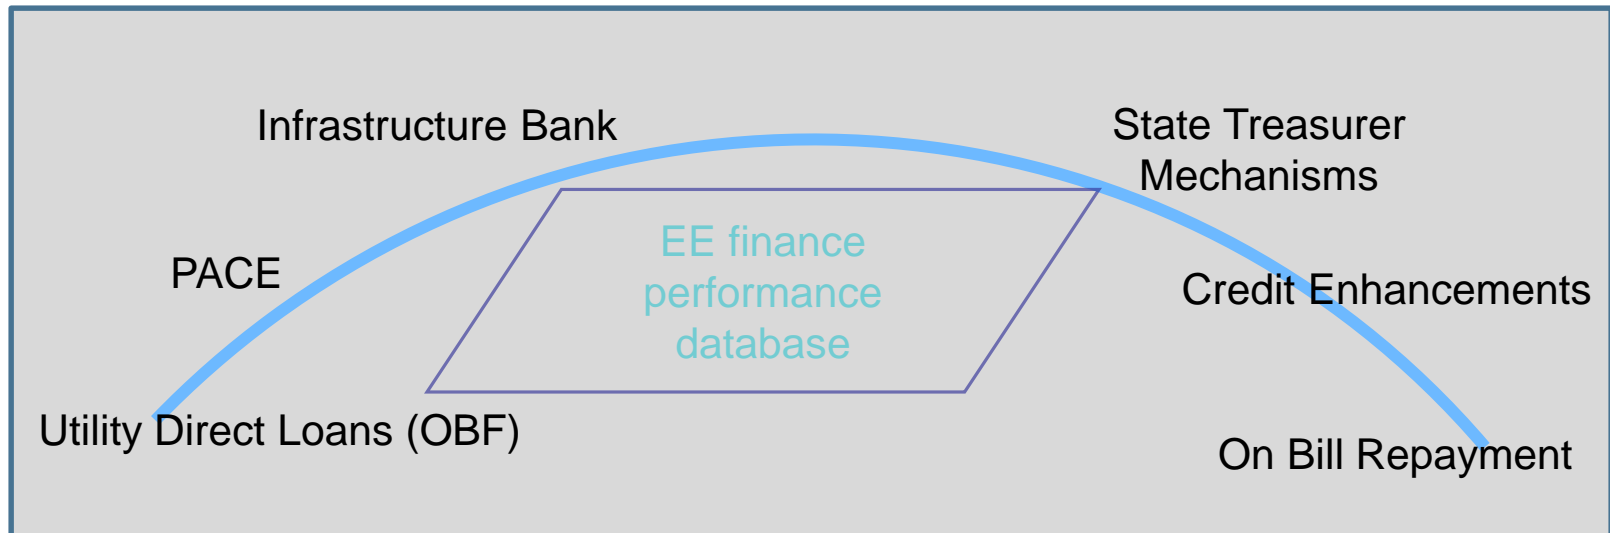 Infrastructure Bank
State Treasurer
Mechanisms
PACE
EE finance
performance
database
Credit Enhancements
Utility Direct Loans (OBF)
On Bill Repayment